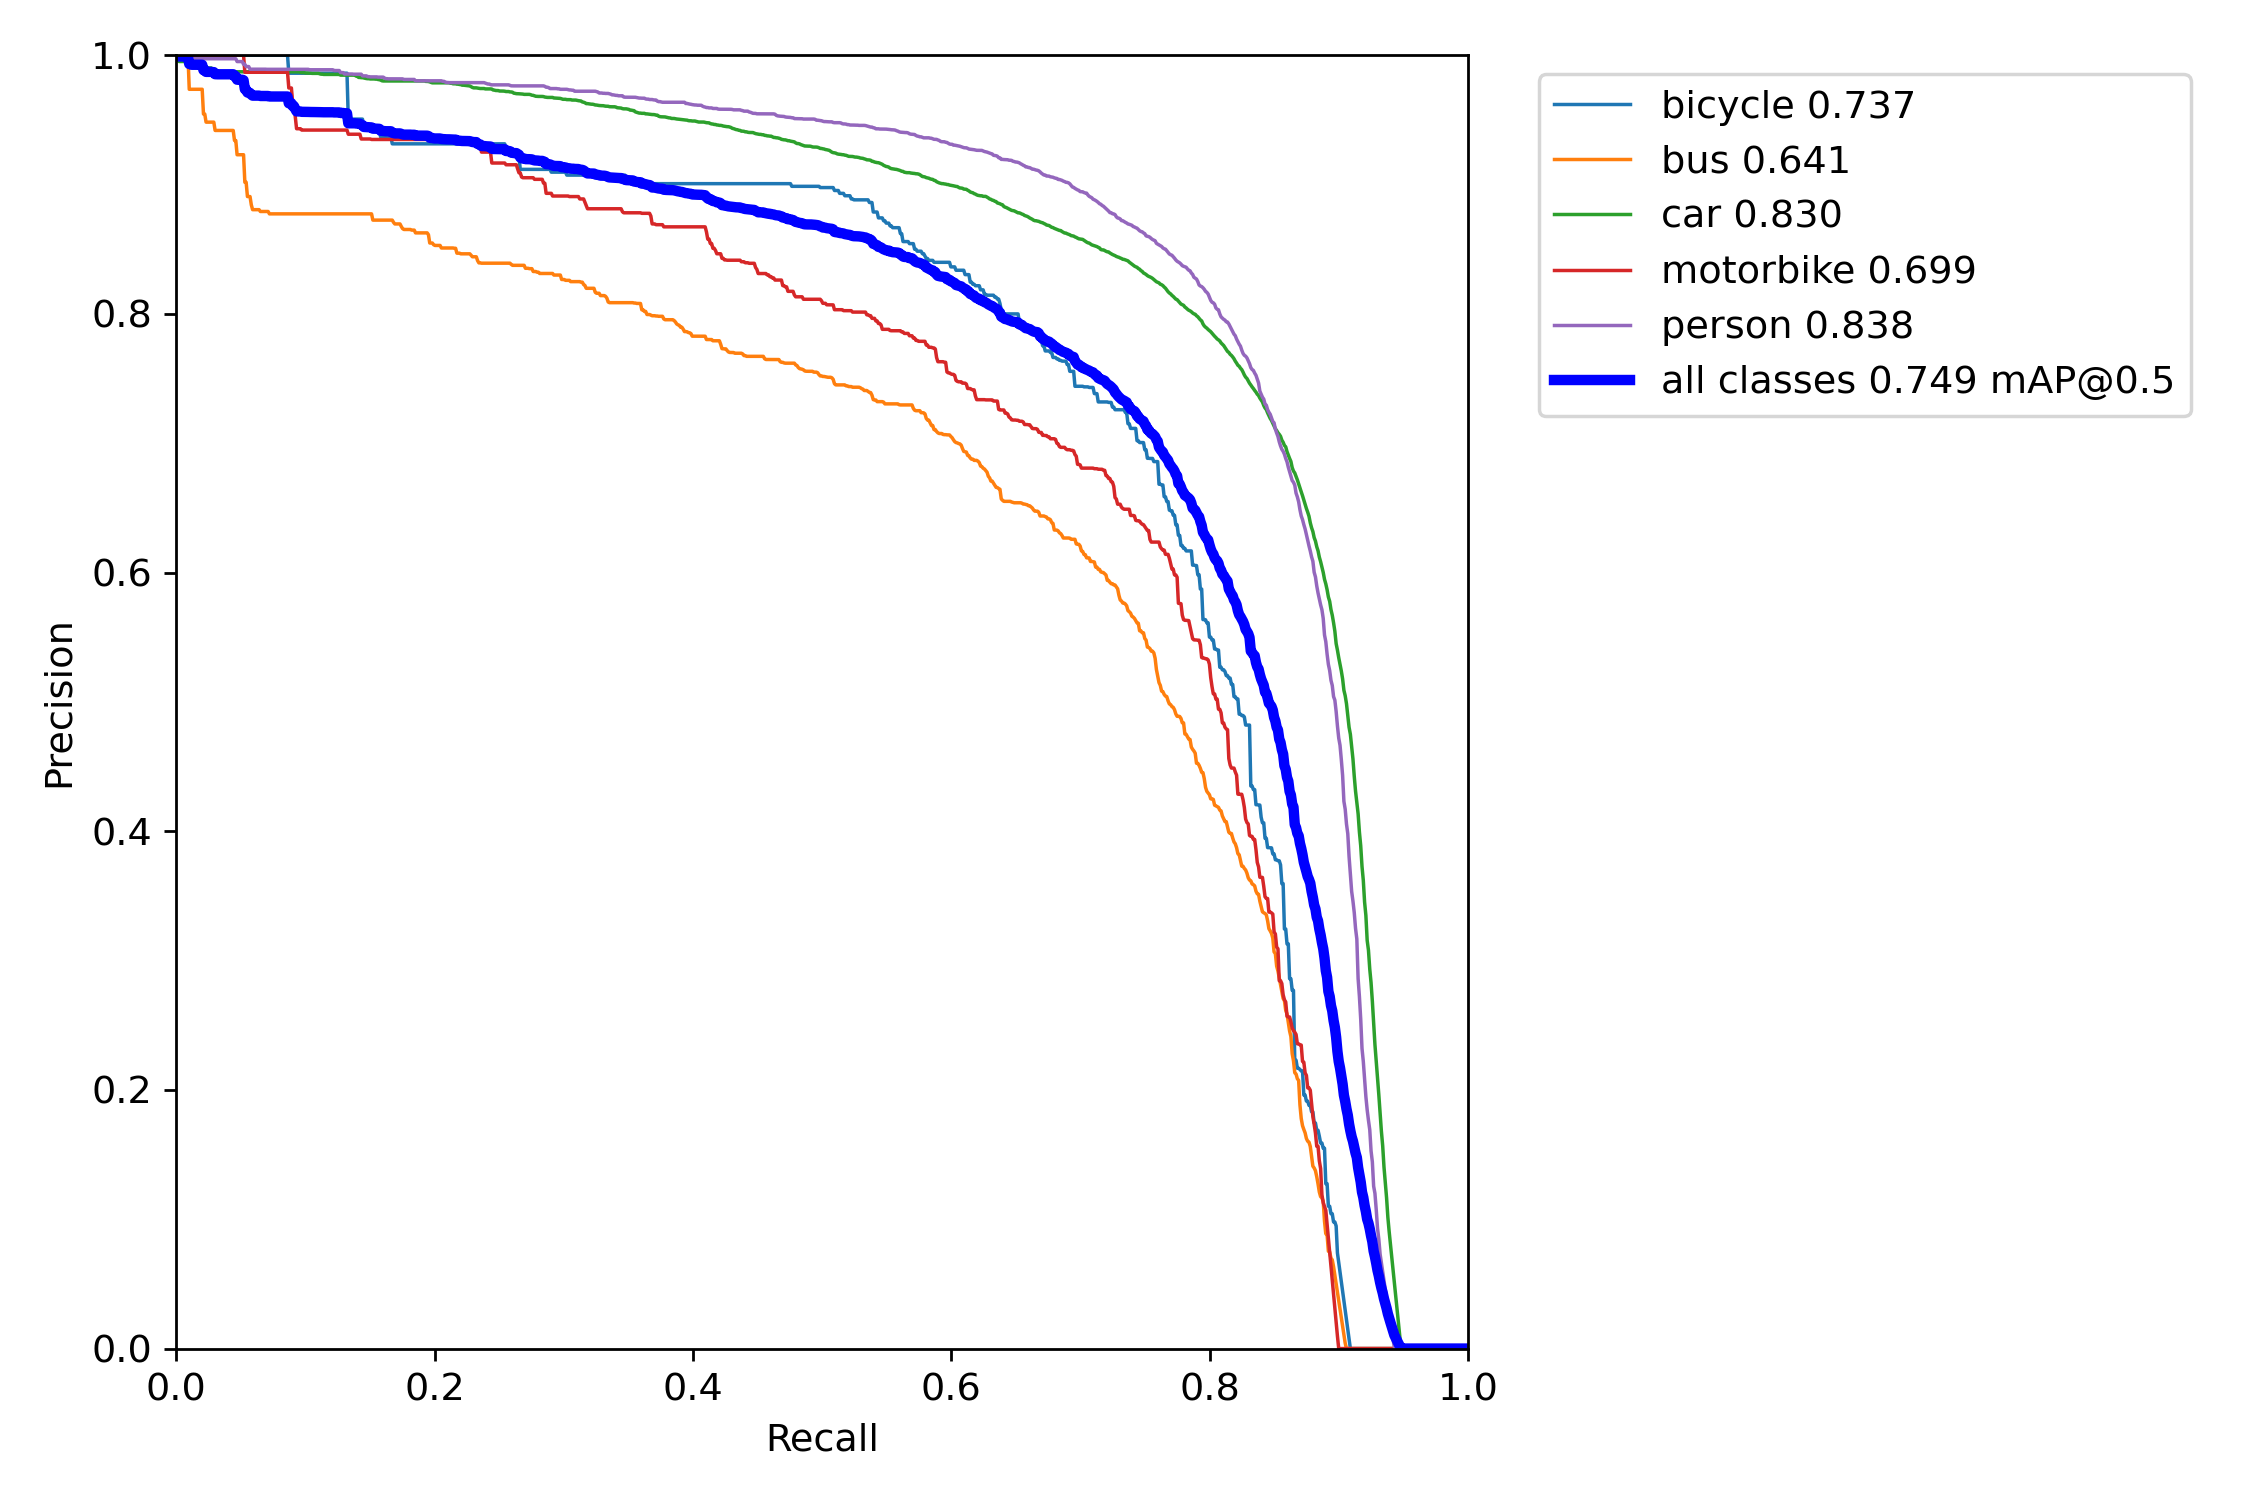 1.0
0.8
0.6
0.4
0.2
0.0
0.0 0.2 0.4 0.6 0.8 1.0
Precision
Recall
bicycle 0.737
bus 0.641
car 0.830
motorbike 0.699
person 0.838
all classes 0.749 mAP@0.5